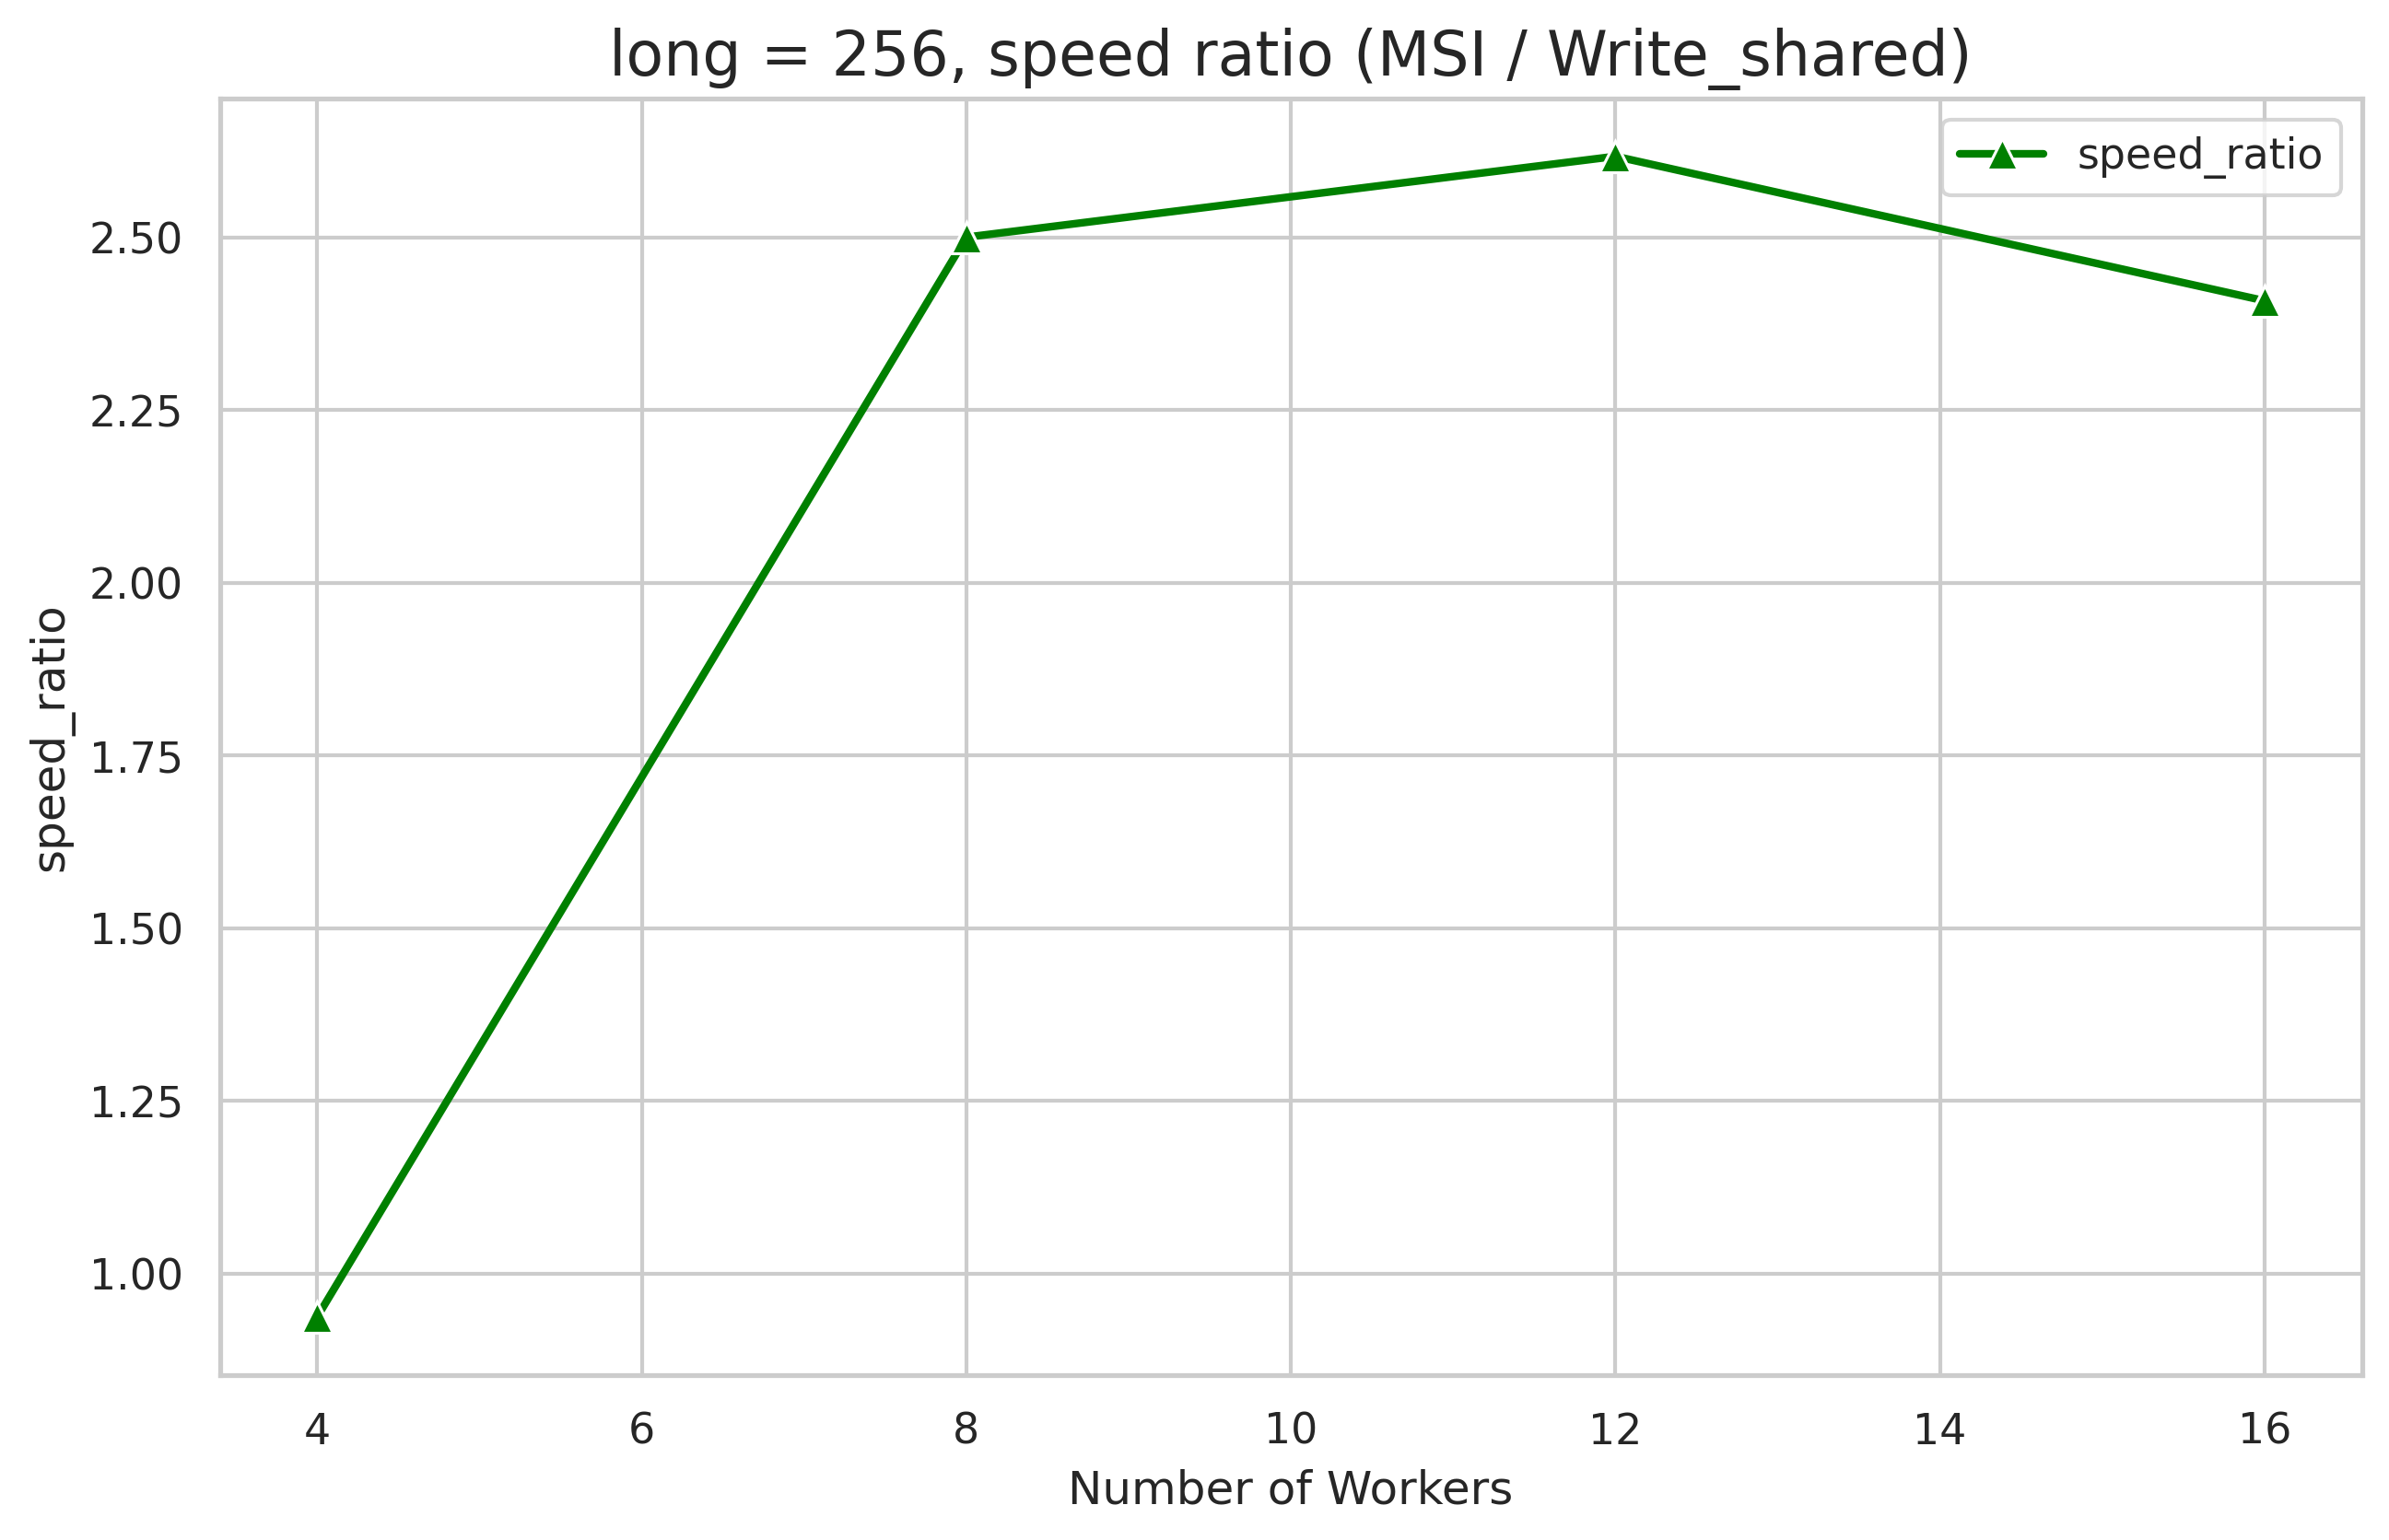 long = 256, speed ratio (MSI / Write_shared)
speed_ratio
speed_ratio
2.50
2.25
2.00
1.75
1.50
1.25
1.00
4 6 8 10 12 14 16
Number of Workers